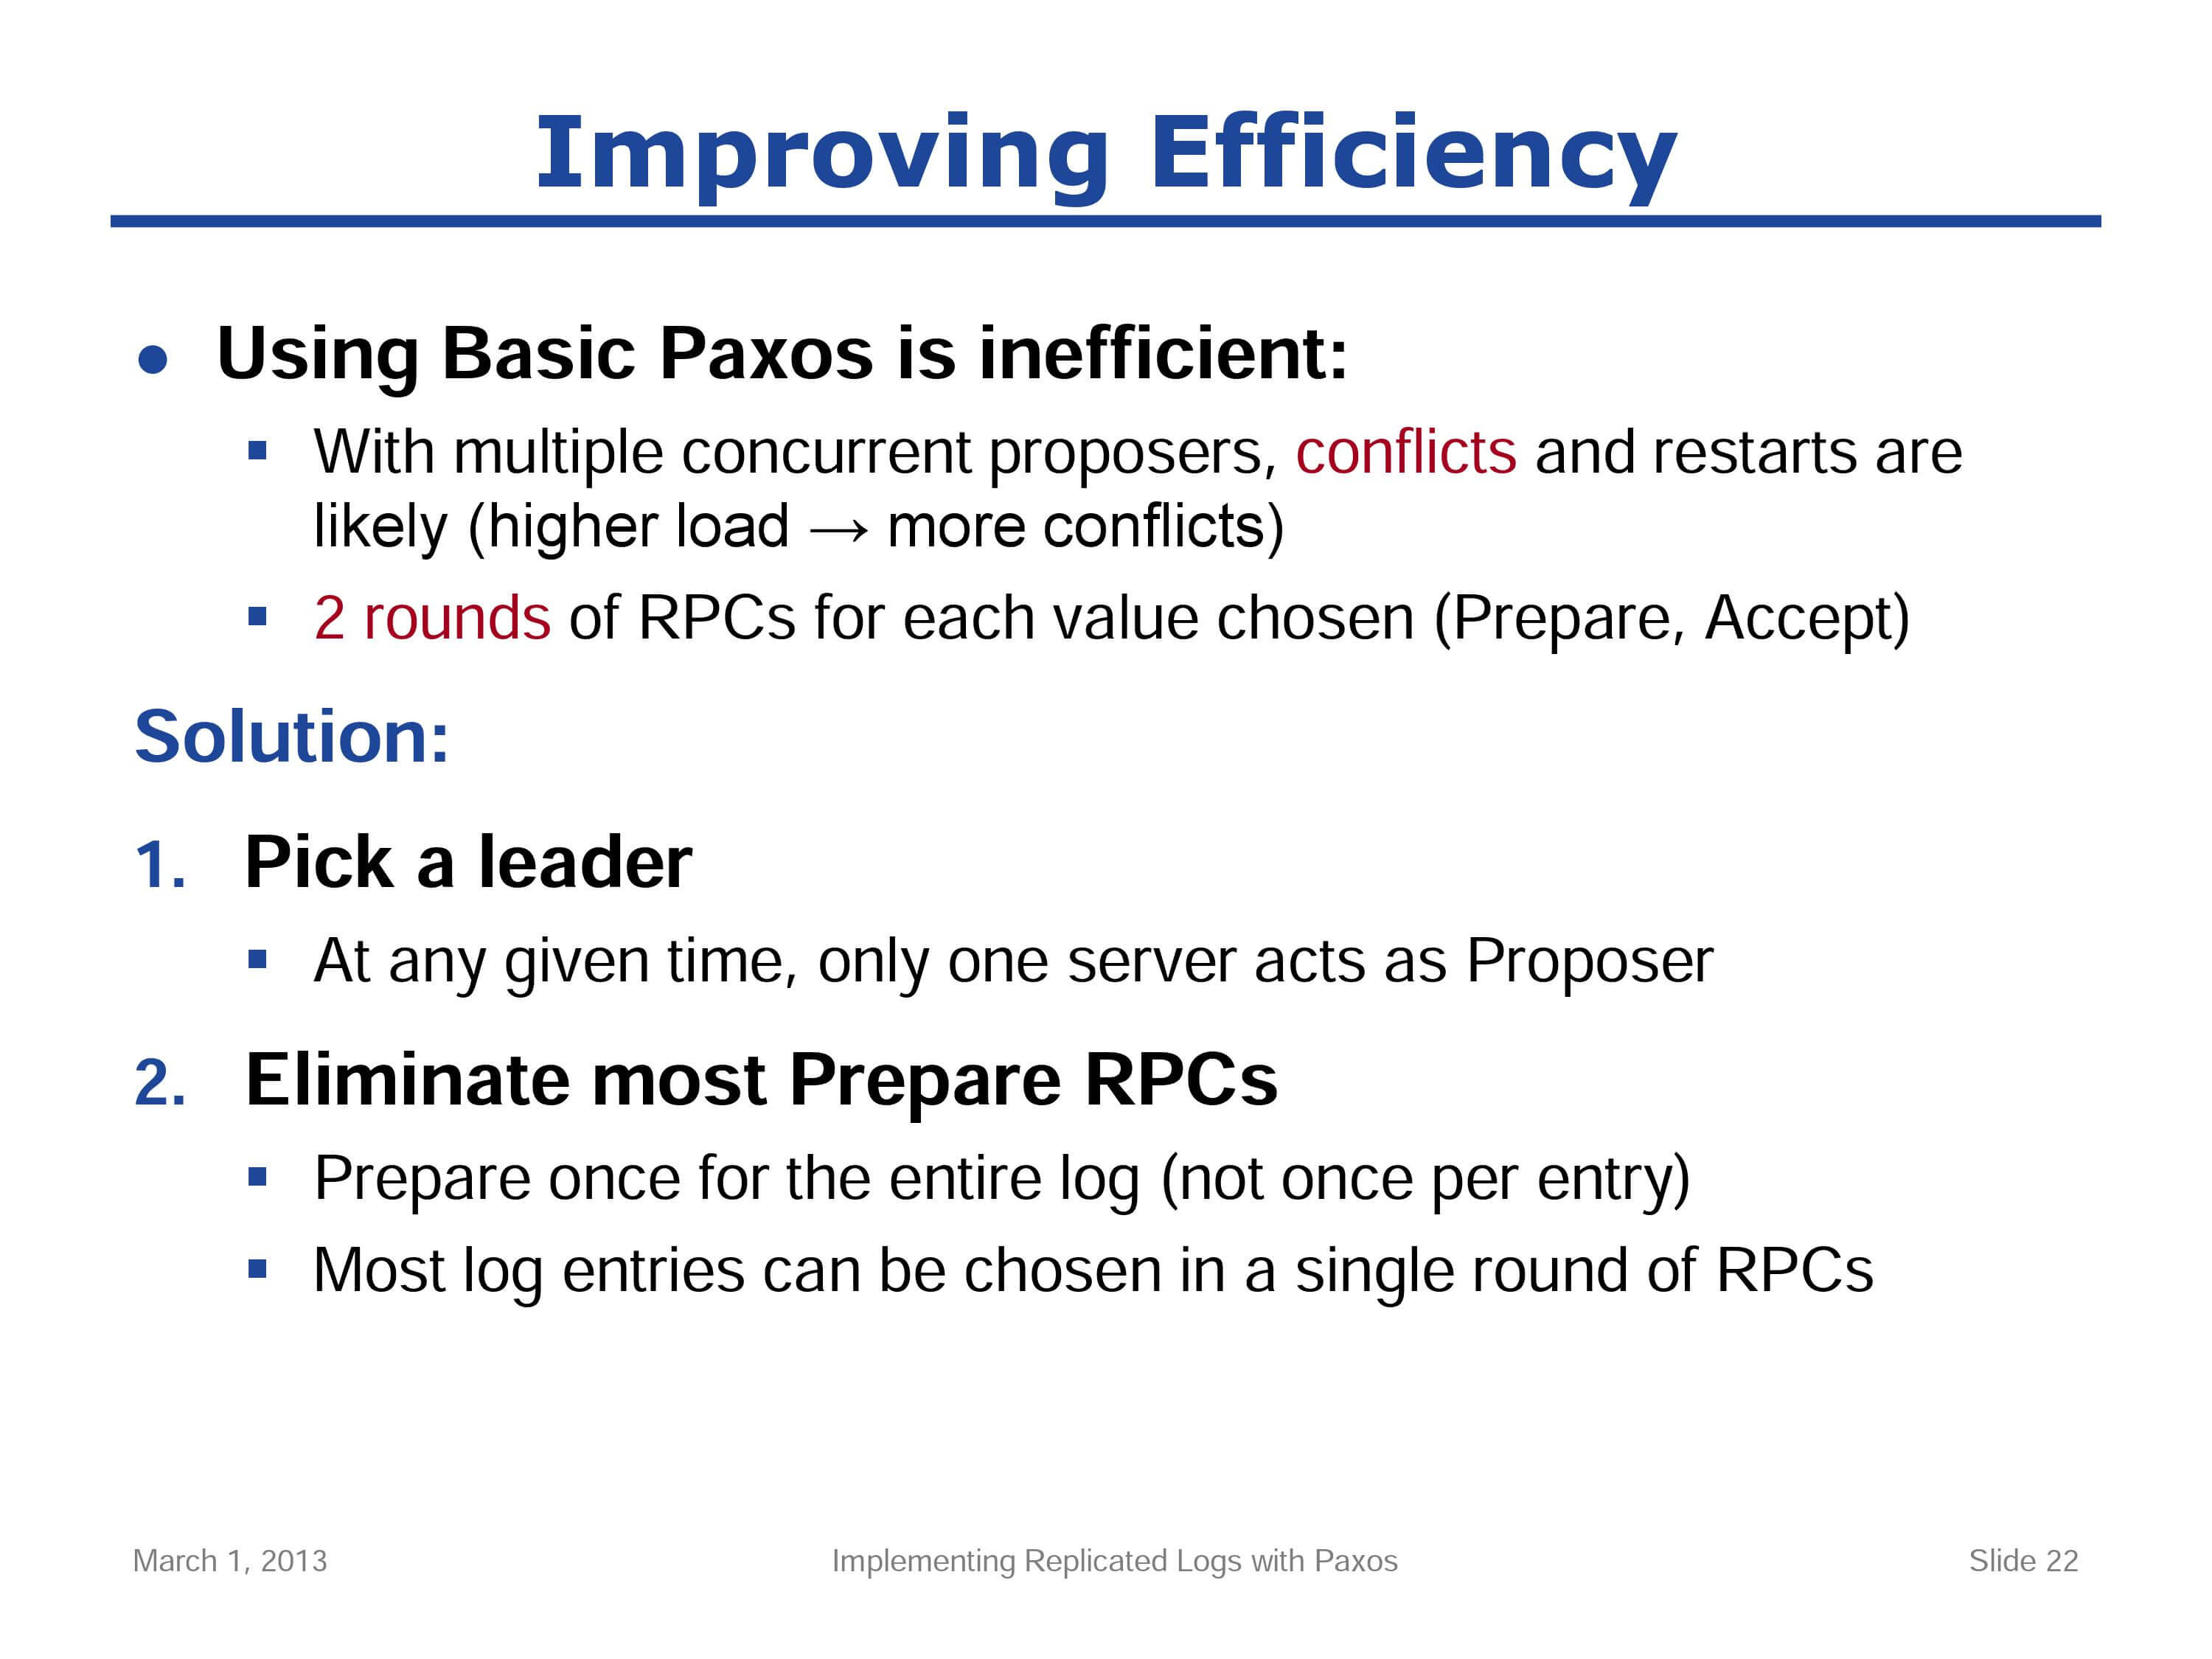 Improving Efficiency
● Using Basic Paxos is inefficient:
▪ With multiple concurrent proposers, conflicts and restarts are
likely (higher load → more conflicts)
▪ 2 rounds of RPCs for each value chosen (Prepare, Accept)
Solution:
1. Pick a leader
▪ At any given time, only one server acts as Proposer
2. Eliminate most Prepare RPCs
▪ Prepare once for the entire log (not once per entry)
▪ Most log entries can be chosen in a single round of RPCs
March 1, 2013 Implementing Replicated Logs with Paxos Slide 22